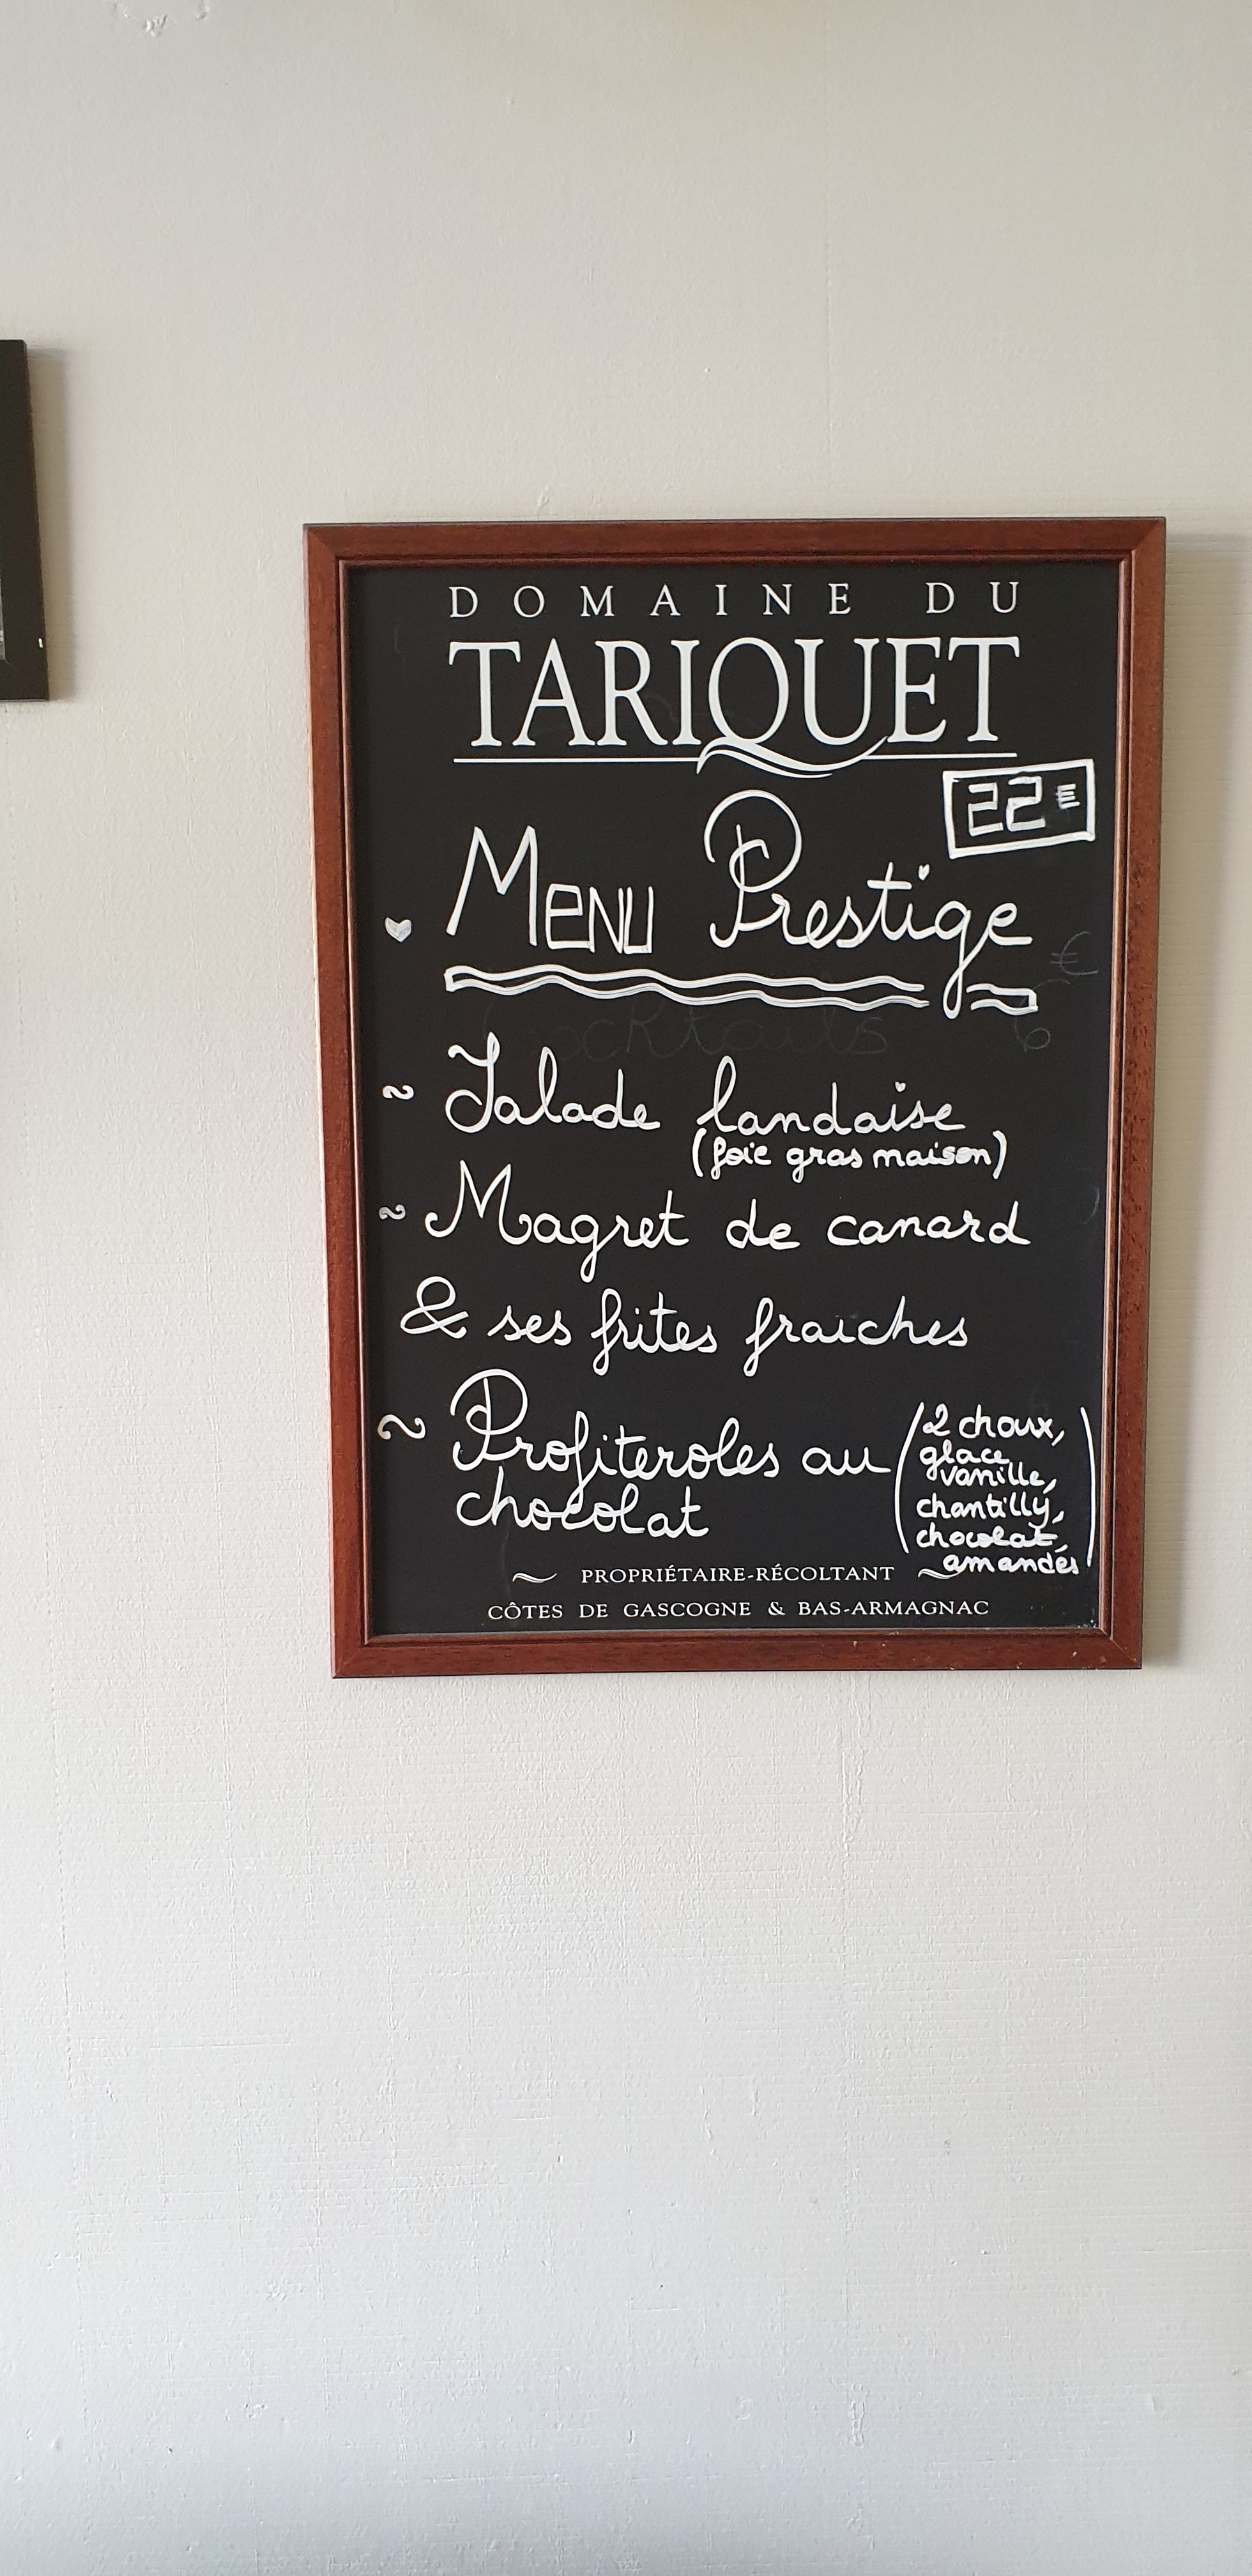 DOMAINE DU
TARIQUET
22€
Menu Prestige
~ Salade landaise
(foie gras maison)
~ Magret de canard
& ses frites fraiches
~ Profiteroles au
chocolat
(2 choux,
glace
vanille,
chantilly,
chocolat,
amandes)
~ PROPRIÉTAIRE-RÉCOLTANT ~
CÔTES DE GASCOGNE & BAS-ARMAGNAC